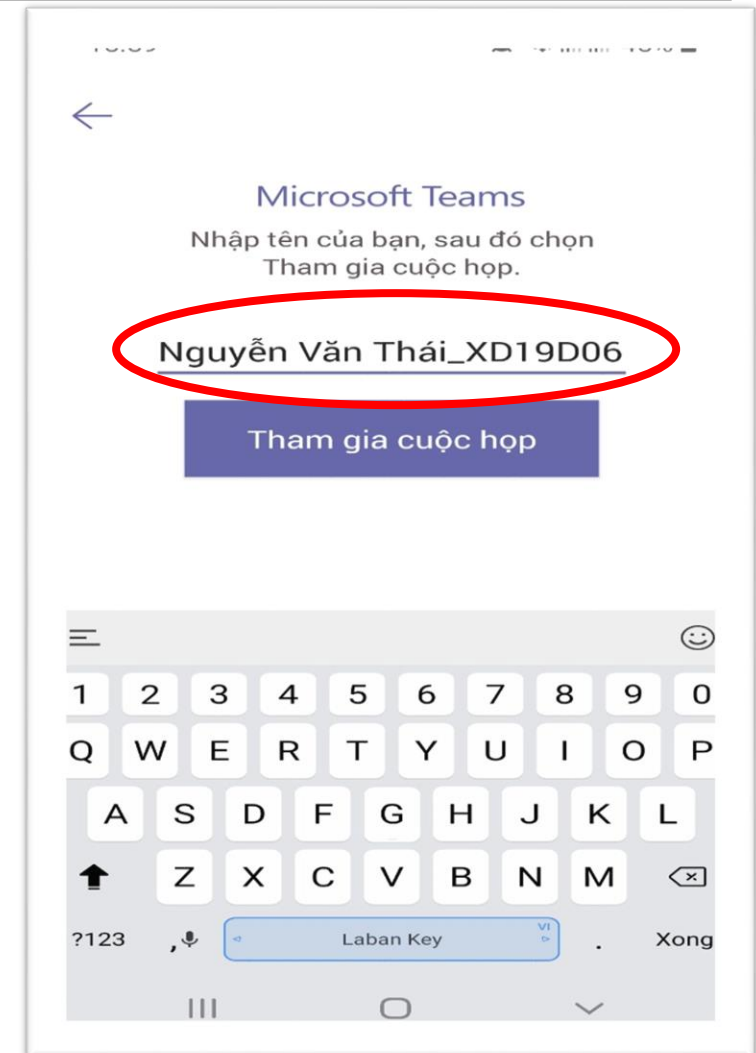 Microsoft Teams
Nhập tên của bạn, sau đó chọn
Tham gia cuộc họp.
Nguyễn Văn Thái_XD19D06
Tham gia cuộc họp
1 2 3 4 5 6 7 8 9 0
Q W E R T Y U I O P
A S D F G H J K L
Z X C V B N M
?123 , Laban Key VI . Xong